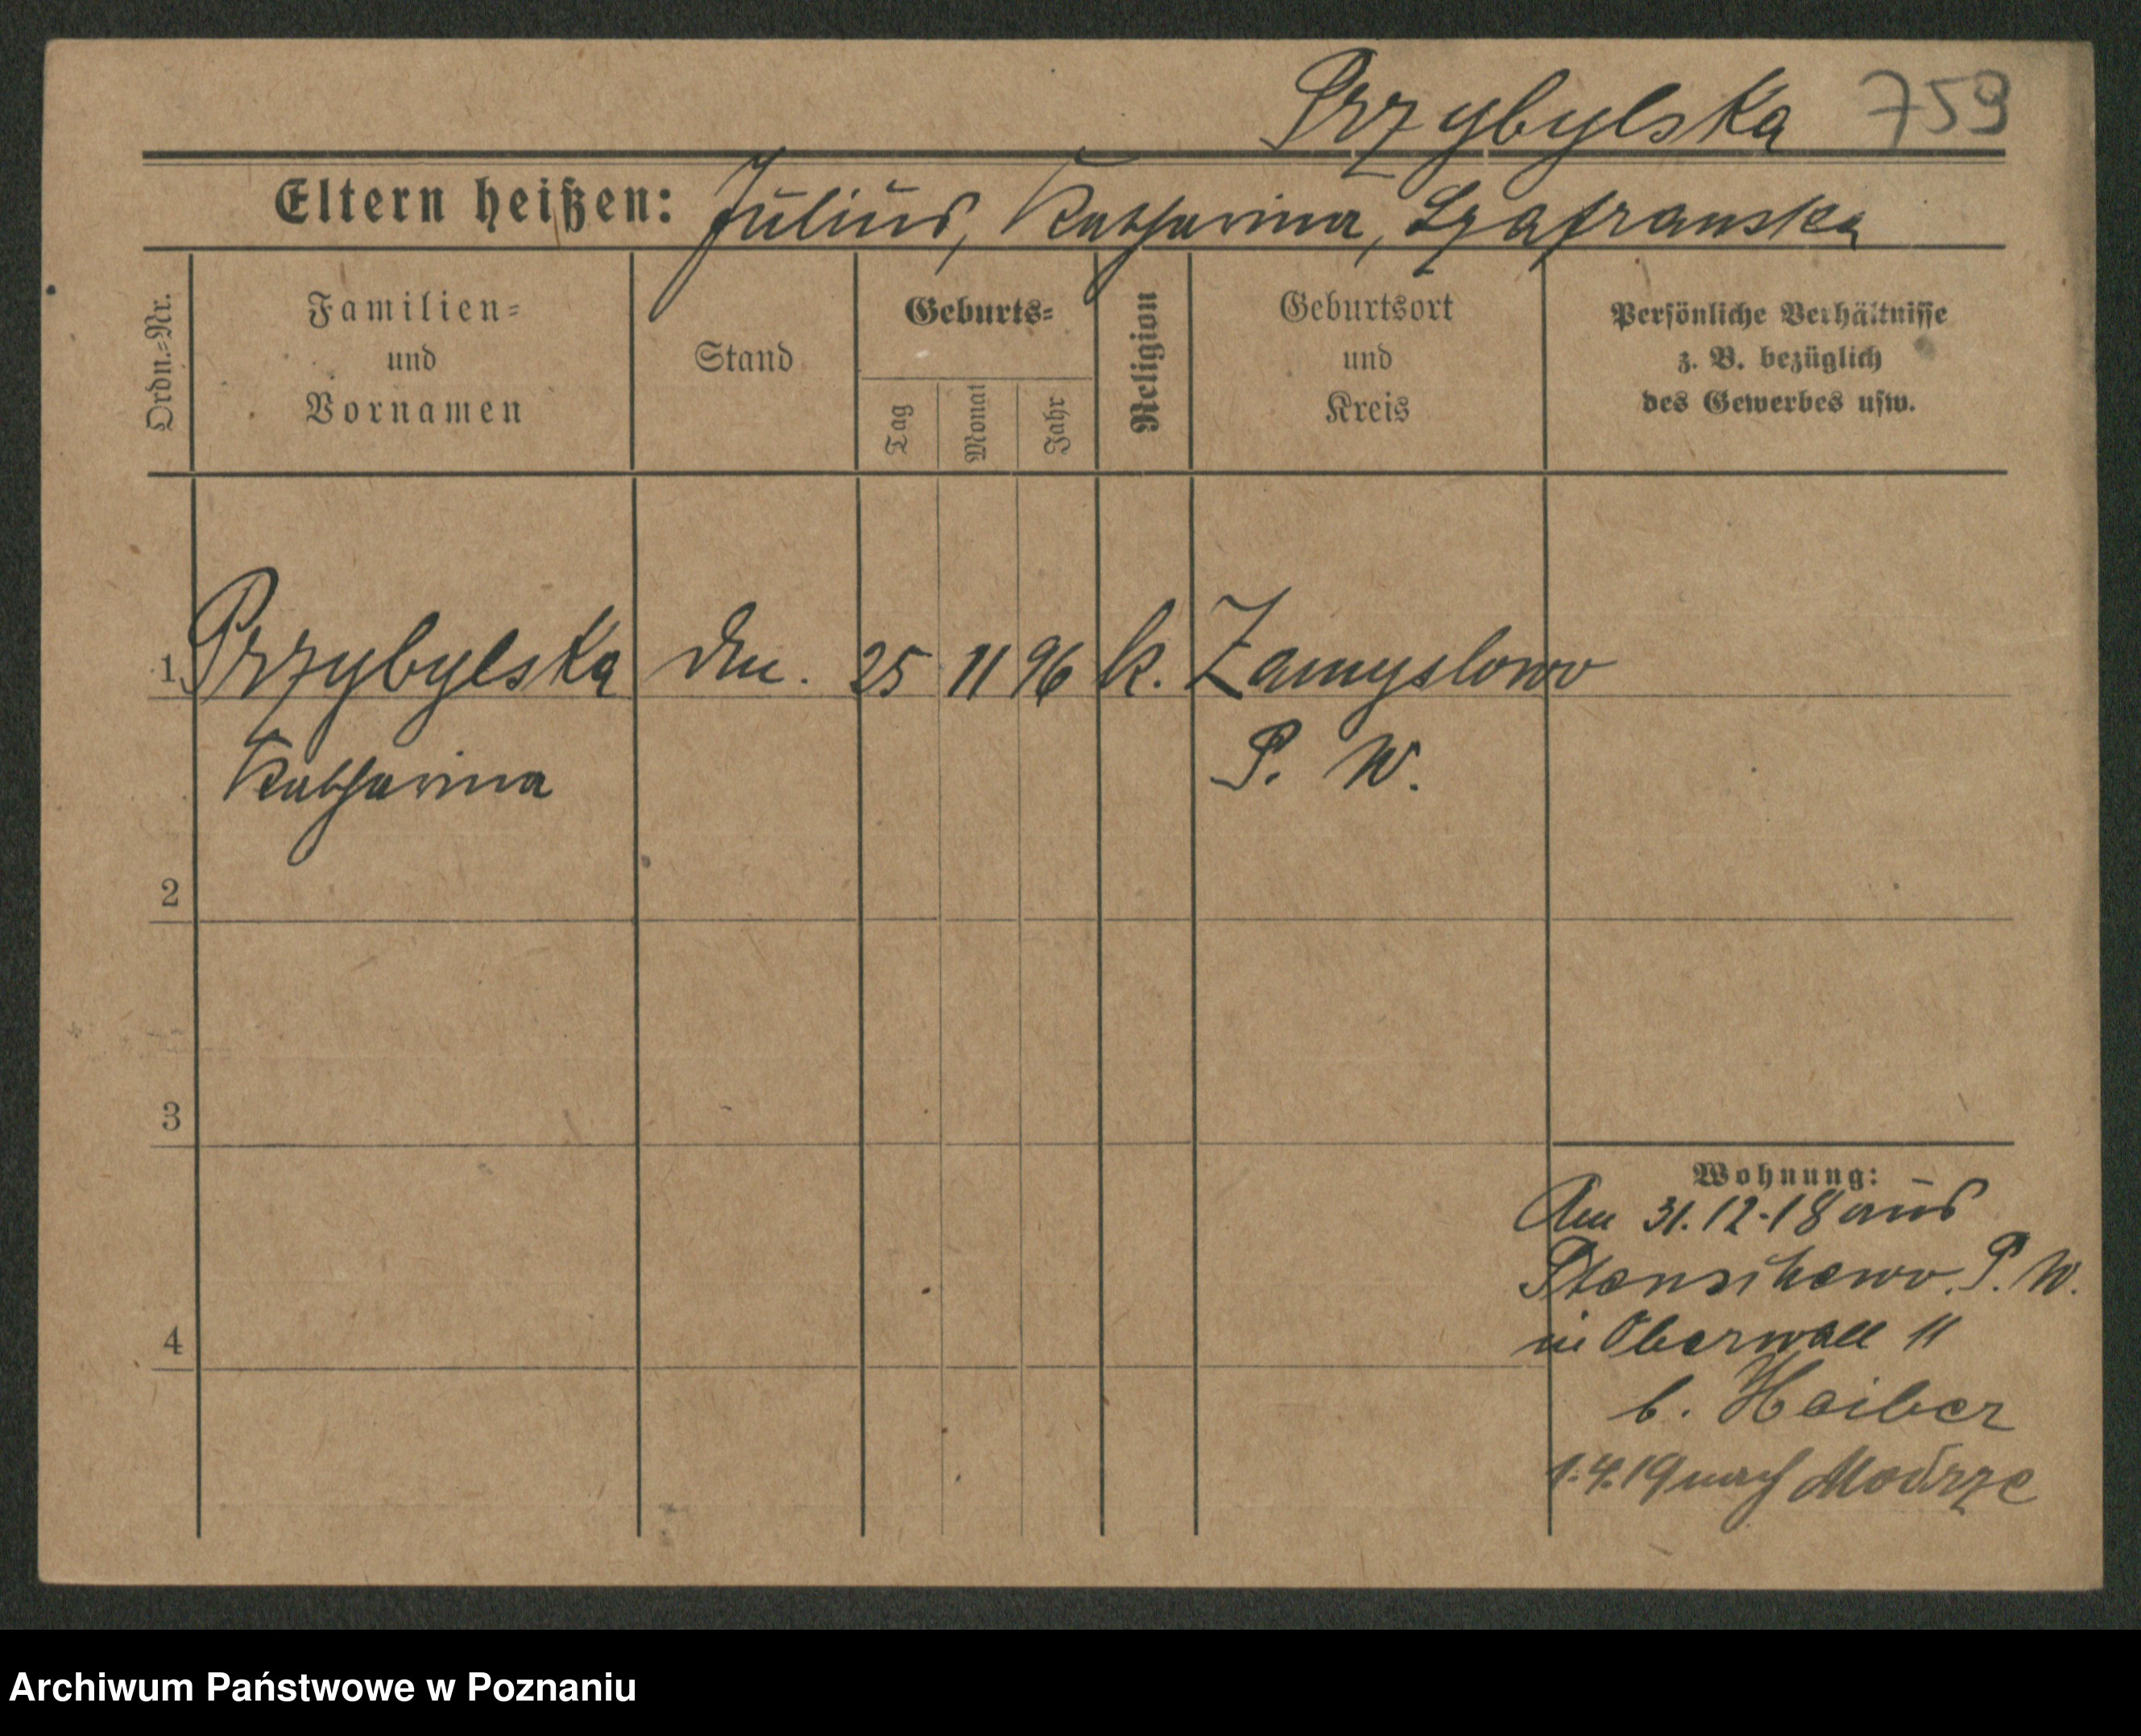 Przybylska 759
Eltern heißen: Julius, Katharina, Szafranska
Ordn.-Nr.
Familien-
und
Vornamen
Stand
Geburts-
Tag
Monat
Jahr
Religion
Geburtsort
und
Kreis
Persönliche Verhältnisse
z. B. bezüglich
des Gewerbes usw.
1 Przybylska 25 11 96 k. Zamyslowo
Katharina P. W.
2
3
4
Wohnung:
Am 31.12.18 aus
P. W.
in Oberwall 11
b. Heiber
1.4.19 nach Modrze
Archiwum Państwowe w Poznaniu